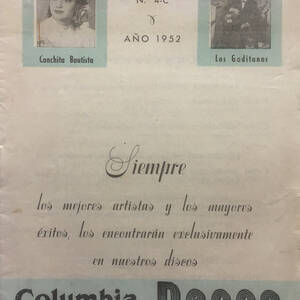 N. 4-C
Y
AÑO 1952
Conchita Bautista
Los Gaditanos
Siempre
los mejores artistas y los mayores
éxitos, los encontrarán exclusivamente
en nuestros discos
Columbia